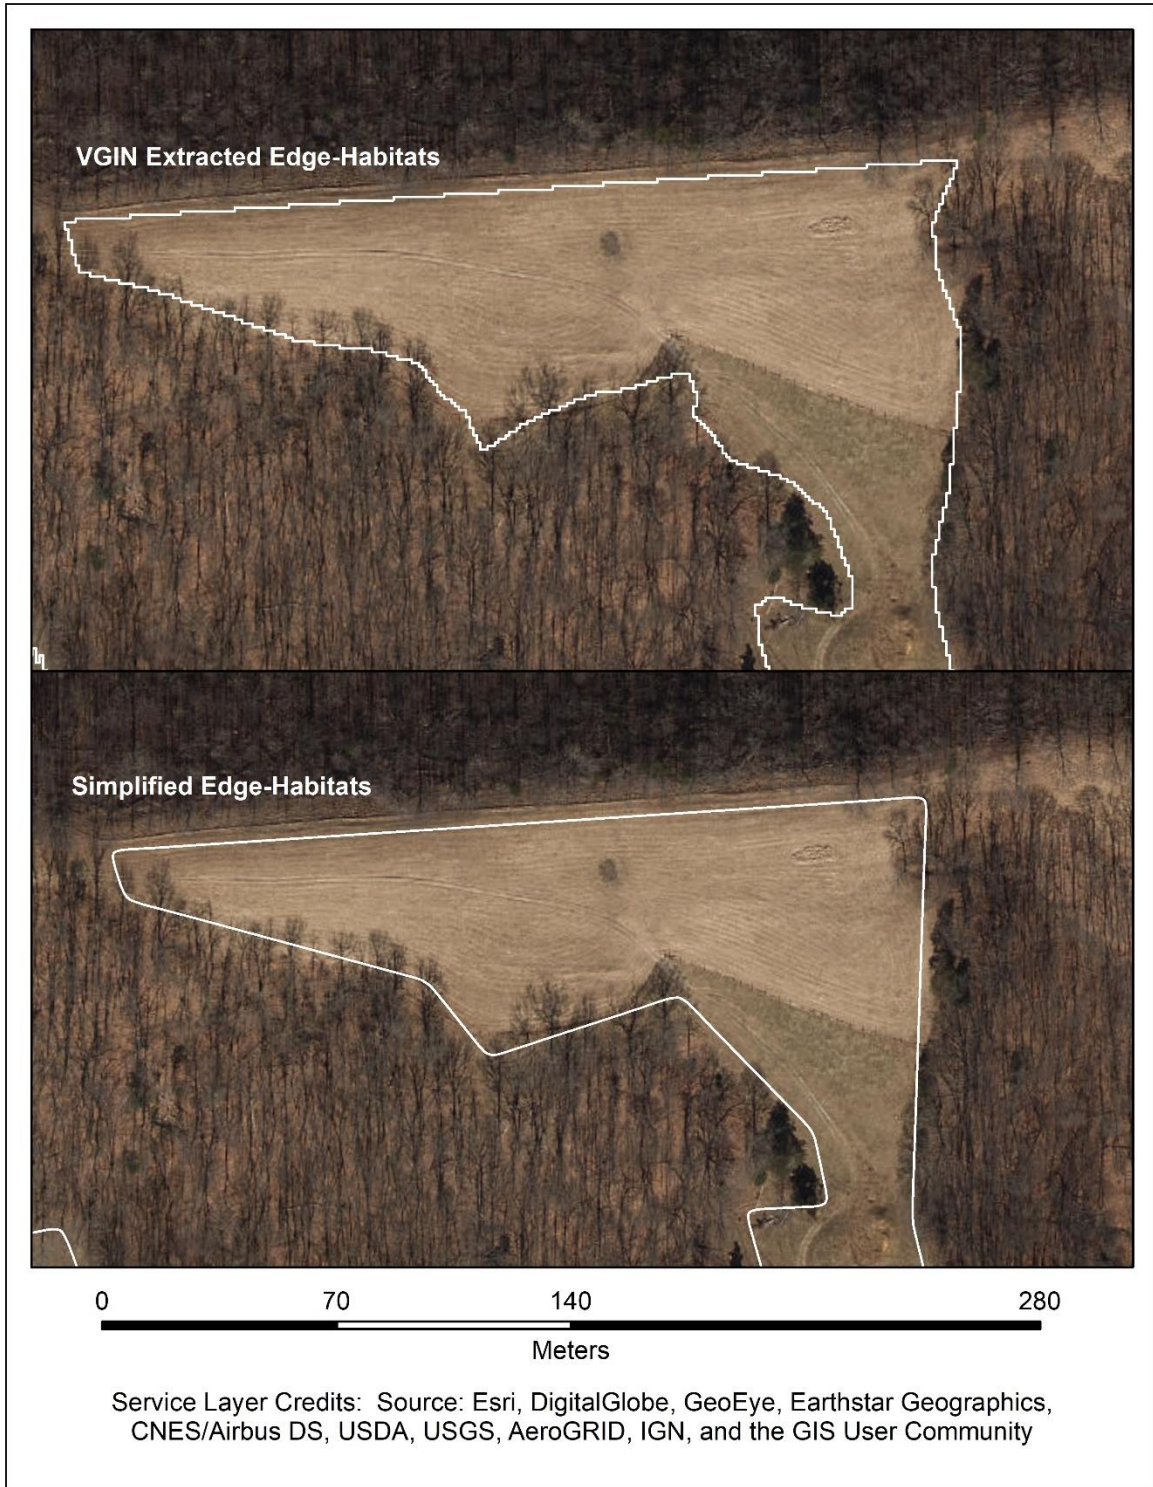 VGIN Extracted Edge-Habitats
Simplified Edge-Habitats
0 70 140 280
Meters
Service Layer Credits: Source: Esri, DigitalGlobe, GeoEye, Earthstar Geographics,
CNES/Airbus DS, USDA, USGS, AeroGRID, IGN, and the GIS User Community